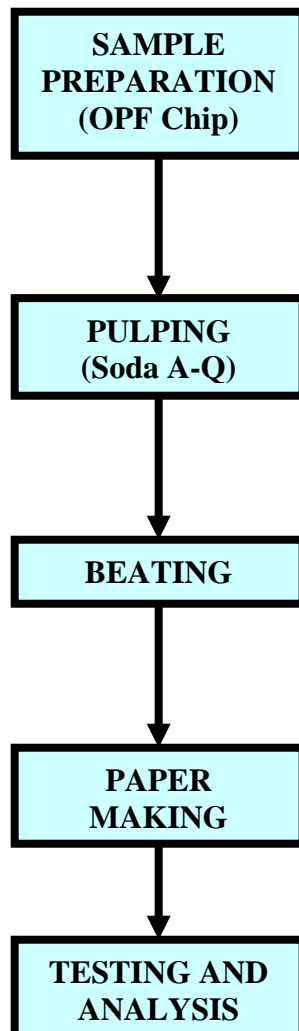 SAMPLE
PREPARATION
(OPF Chip)
PULPING
(Soda A-Q)
BEATING
PAPER
MAKING
TESTING AND
ANALYSIS